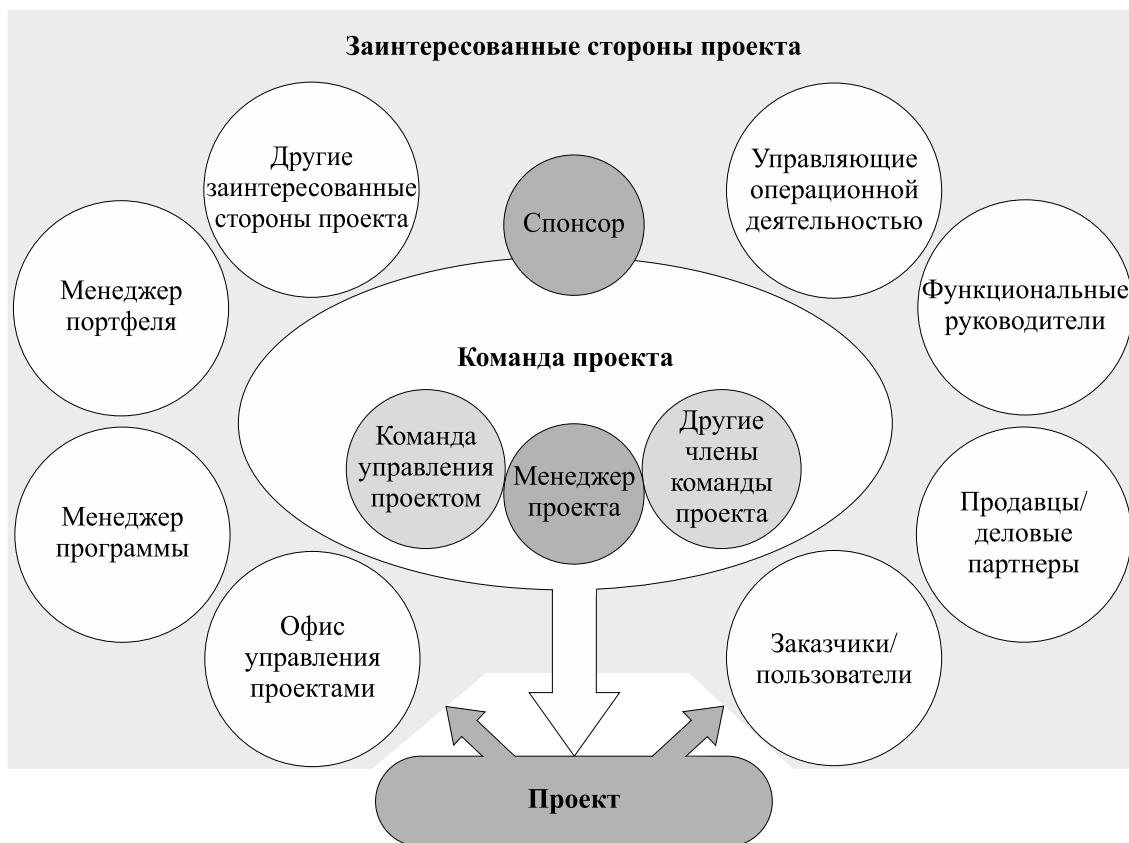 Заинтересованные стороны проекта
Другие
заинтересованные
стороны проекта
Спонсор
Управляющие
операционной
деятельностью
Менеджер
портфеля
Функциональные
руководители
Команда проекта
Команда
управления
проектом
Менеджер
проекта
Другие
члены
команды
проекта
Менеджер
программы
Продавцы/
деловые
партнеры
Офис
управления
проектами
Заказчики/
пользователи
Проект